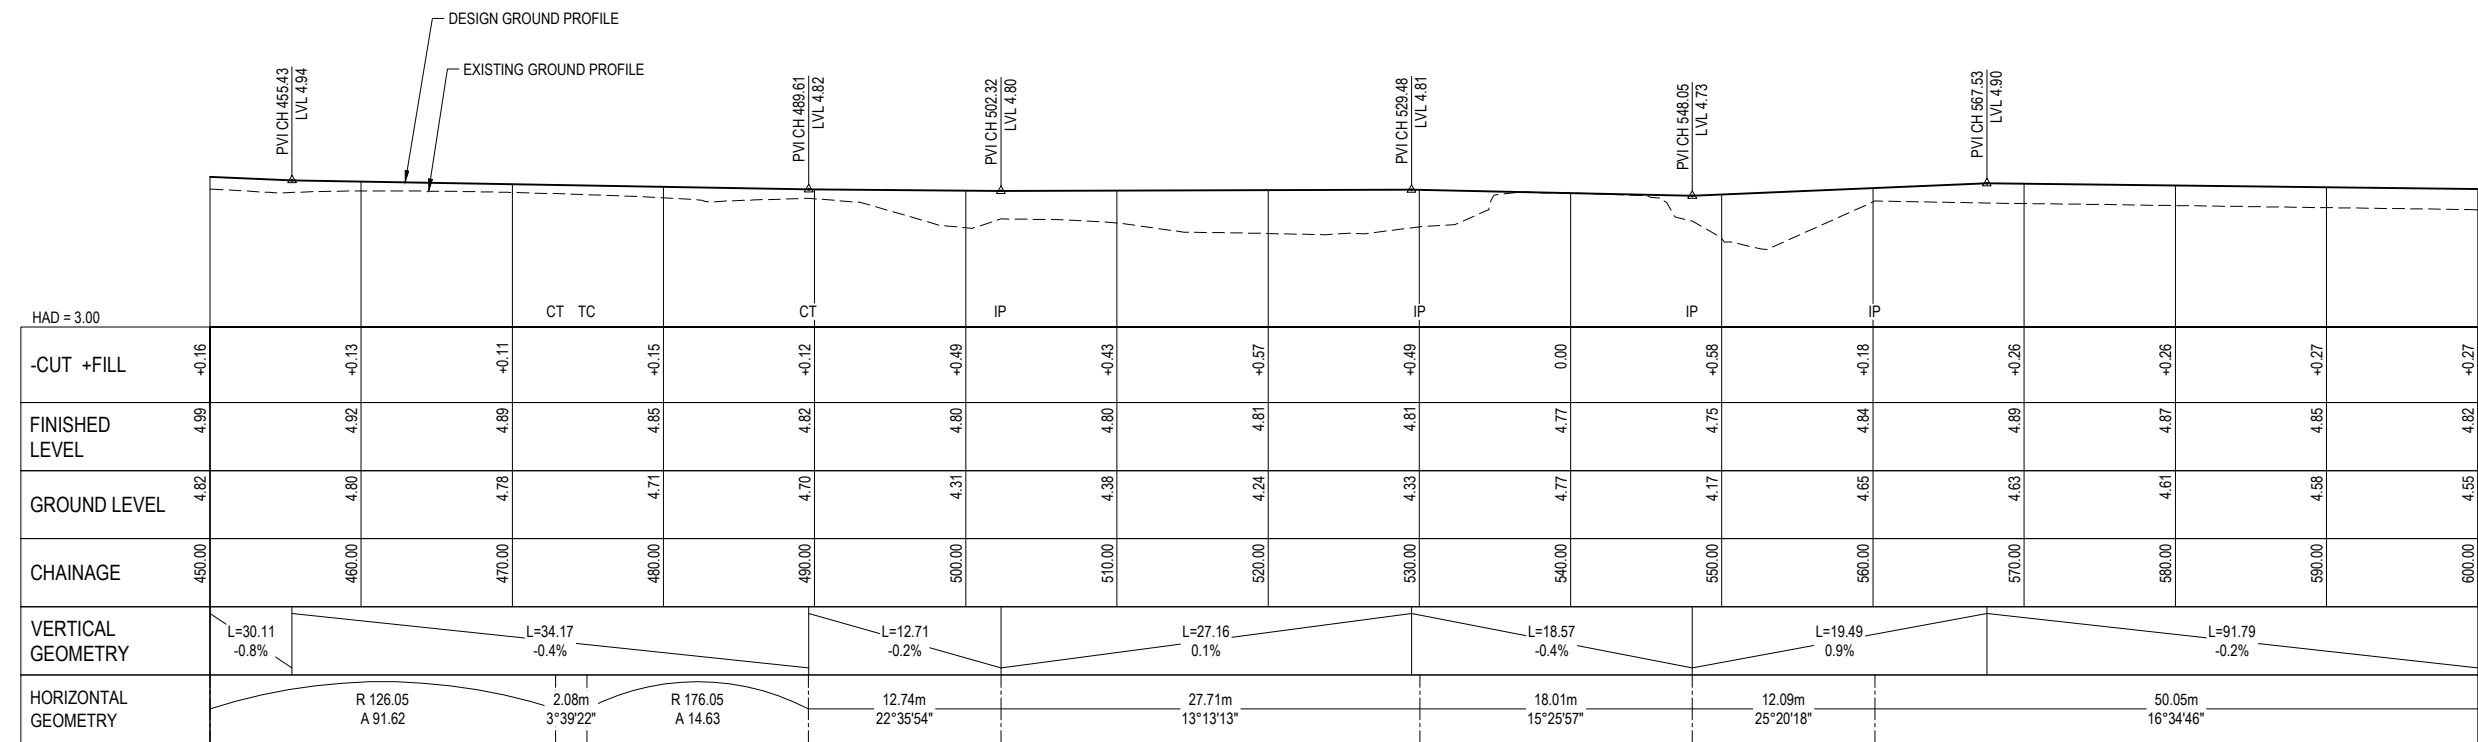 DESIGN GROUND PROFILE
EXISTING GROUND PROFILE
PVI CH 455.43
LVL 4.94
PVI CH 489.61
LVL 4.82
PVI CH 502.32
LVL 4.80
PVI CH 529.48
LVL 4.81
PVI CH 548.05
LVL 4.73
PVI CH 567.53
LVL 4.90
HAD = 3.00
CT TC CT IP IP IP IP
-CUT +FILL +0.16 +0.13 +0.11 +0.15 +0.12 +0.49 +0.43 +0.57 +0.49 0.00 +0.58 +0.18 +0.26 +0.26 +0.27 +0.27
FINISHED
LEVEL
4.99 4.92 4.89 4.85 4.82 4.80 4.80 4.81 4.81 4.77 4.75 4.84 4.89 4.87 4.85 4.82
GROUND LEVEL 4.82 4.80 4.78 4.71 4.70 4.31 4.38 4.24 4.33 4.77 4.17 4.65 4.63 4.61 4.58 4.55
CHAINAGE 450.00 460.00 470.00 480.00 490.00 500.00 510.00 520.00 530.00 540.00 550.00 560.00 570.00 580.00 590.00 600.00
VERTICAL
GEOMETRY
L=30.11
-0.8%
L=34.17
-0.4%
L=12.71
-0.2%
L=27.16
0.1%
L=18.57
-0.4%
L=19.49
0.9%
L=91.79
-0.2%
HORIZONTAL
GEOMETRY
R 126.05
A 91.62
2.08m
3°39'22"
R 176.05
A 14.63
12.74m
22°35'54"
27.71m
13°13'13"
18.01m
15°25'57"
12.09m
25°20'18"
50.05m
16°34'46"